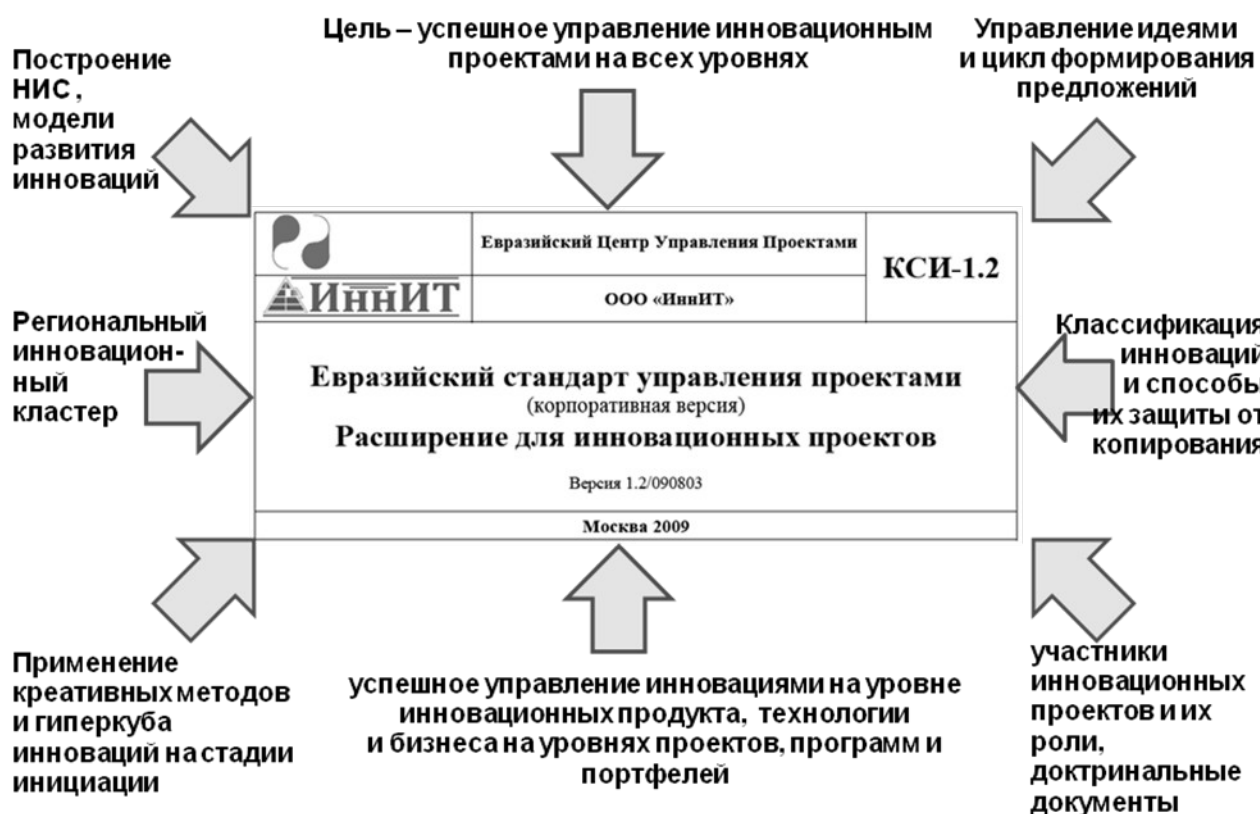 Цель – успешное управление инновационным
проектами на всех уровнях
Управление идеями
и цикл формирования
предложений
Построение
НИС ,
модели
развития
инноваций
Евразийский Центр Управления Проектами
КСИ-1.2
ИннИТ
ООО «ИннИТ»
Региональный
инновацион-
ный
кластер
Евразийский стандарт управления проектами
(корпоративная версия)
Расширение для инновационных проектов
Версия 1.2/090803
Москва 2009
Классификация
инноваций
и способы
их защиты от
копирования
Применение
креативных методов
и гиперкуба
инноваций на стадии
инициации
успешное управление инновациями на уровне
инновационных продукта, технологии
и бизнеса на уровнях проектов, программ и
портфелей
участники
инновационных
проектов и их
роли,
доктринальные
документы